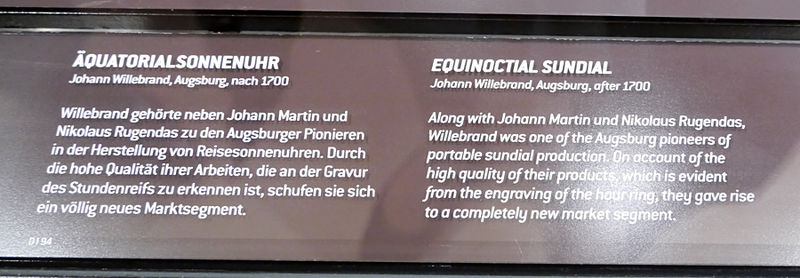 ÄQUATORIALSONNENUHR
Johann Willebrand, Augsburg, nach 1700
Willebrand gehörte neben Johann Martin und
Nikolaus Rugendas zu den Augsburger Pionieren
in der Herstellung von Reisesonnenuhren. Durch
die hohe Qualität ihrer Arbeiten, die an der Gravur
des Stundenreifs zu erkennen ist, schufen sie sich
ein völlig neues Marktsegment.
D194
EQUINOCTIAL SUNDIAL
Johann Willebrand, Augsburg, after 1700
Along with Johann Martin und Nikolaus Rugendas,
Willebrand was one of the Augsburg pioneers of
portable sundial production. On account of the
high quality of their products, which is evident
from the engraving of the hour ring, they gave rise
to a completely new market segment.